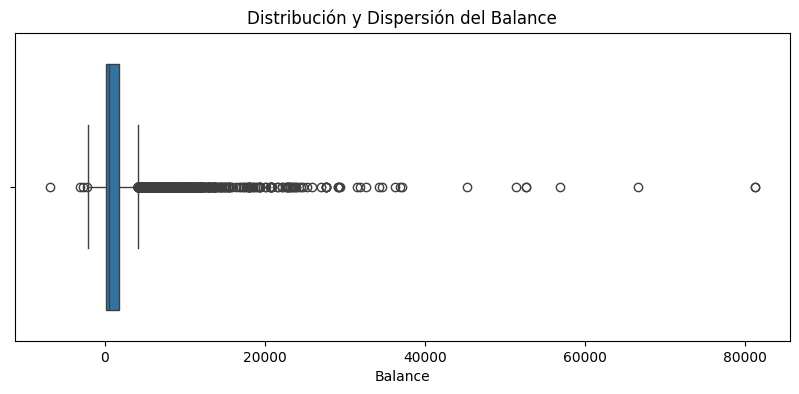 Distribución y Dispersión del Balance
0 20000 40000 60000 80000
Balance